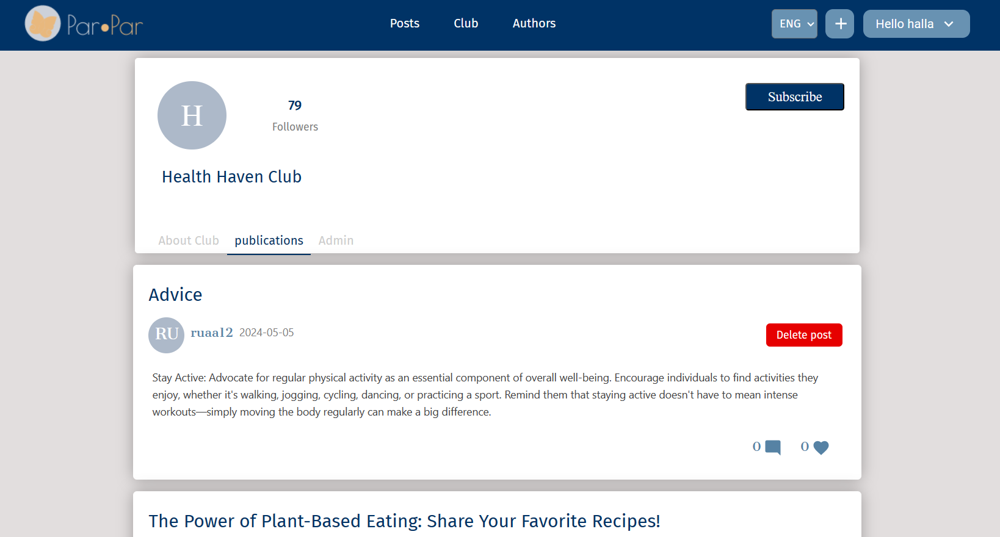 Par•Par
Posts
Club
Authors
ENG
+
Hello halla
H
79
Followers
Subscribe
Health Haven Club
About Club
publications
Admin
Advice
RU
ruaa12
2024-05-05
Delete post
Stay Active: Advocate for regular physical activity as an essential component of overall well-being. Encourage individuals to find activities they
enjoy, whether it's walking, jogging, cycling, dancing, or practicing a sport. Remind them that staying active doesn't have to mean intense
workouts—simply moving the body regularly can make a big difference.
0
0
The Power of Plant-Based Eating: Share Your Favorite Recipes!